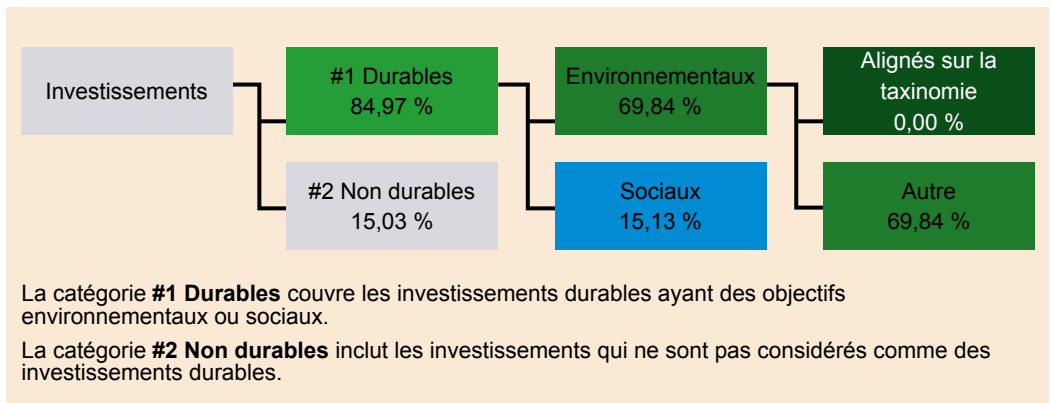 Investissements
#1 Durables
84,97 %
Environnementaux
69,84 %
Alignés sur la
taxinomie
0,00 %
#2 Non durables
15,03 %
Sociaux
15,13 %
Autre
69,84 %
La catégorie #1 Durables couvre les investissements durables ayant des objectifs
environnementaux ou sociaux.
La catégorie #2 Non durables inclut les investissements qui ne sont pas considérés comme des
investissements durables.